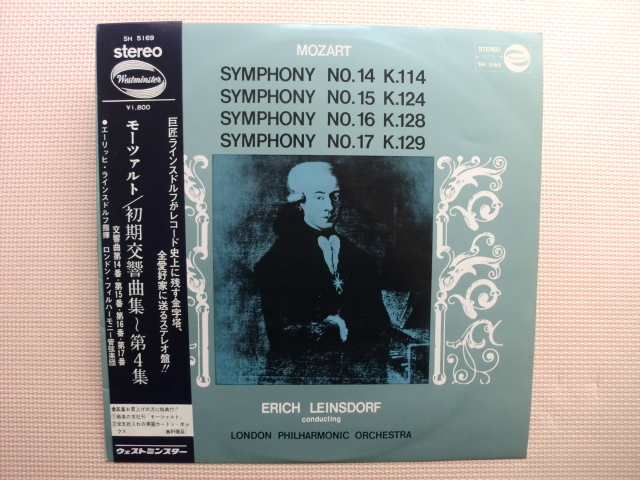 SH 5169
stereo
Westminster
¥1,800
モーツァルト/初期交響曲集～第4集
交響曲第14番・第15番・第16番・第17番
●エーリッヒ・ラインスドルフ指揮 ロンドン・フィルハーモニー管弦楽団
巨匠ラインスドルフがレコード史上に残す金字塔、
全愛好家に送るステレオ盤!!
ウェストミンスター
MOZART
SYMPHONY NO.14 K.114
SYMPHONY NO.15 K.124
SYMPHONY NO.16 K.128
SYMPHONY NO.17 K.129
STEREO
Westminster
SH 5169
ERICH LEINSDORF
conducting
LONDON PHILHARMONIC ORCHESTRA